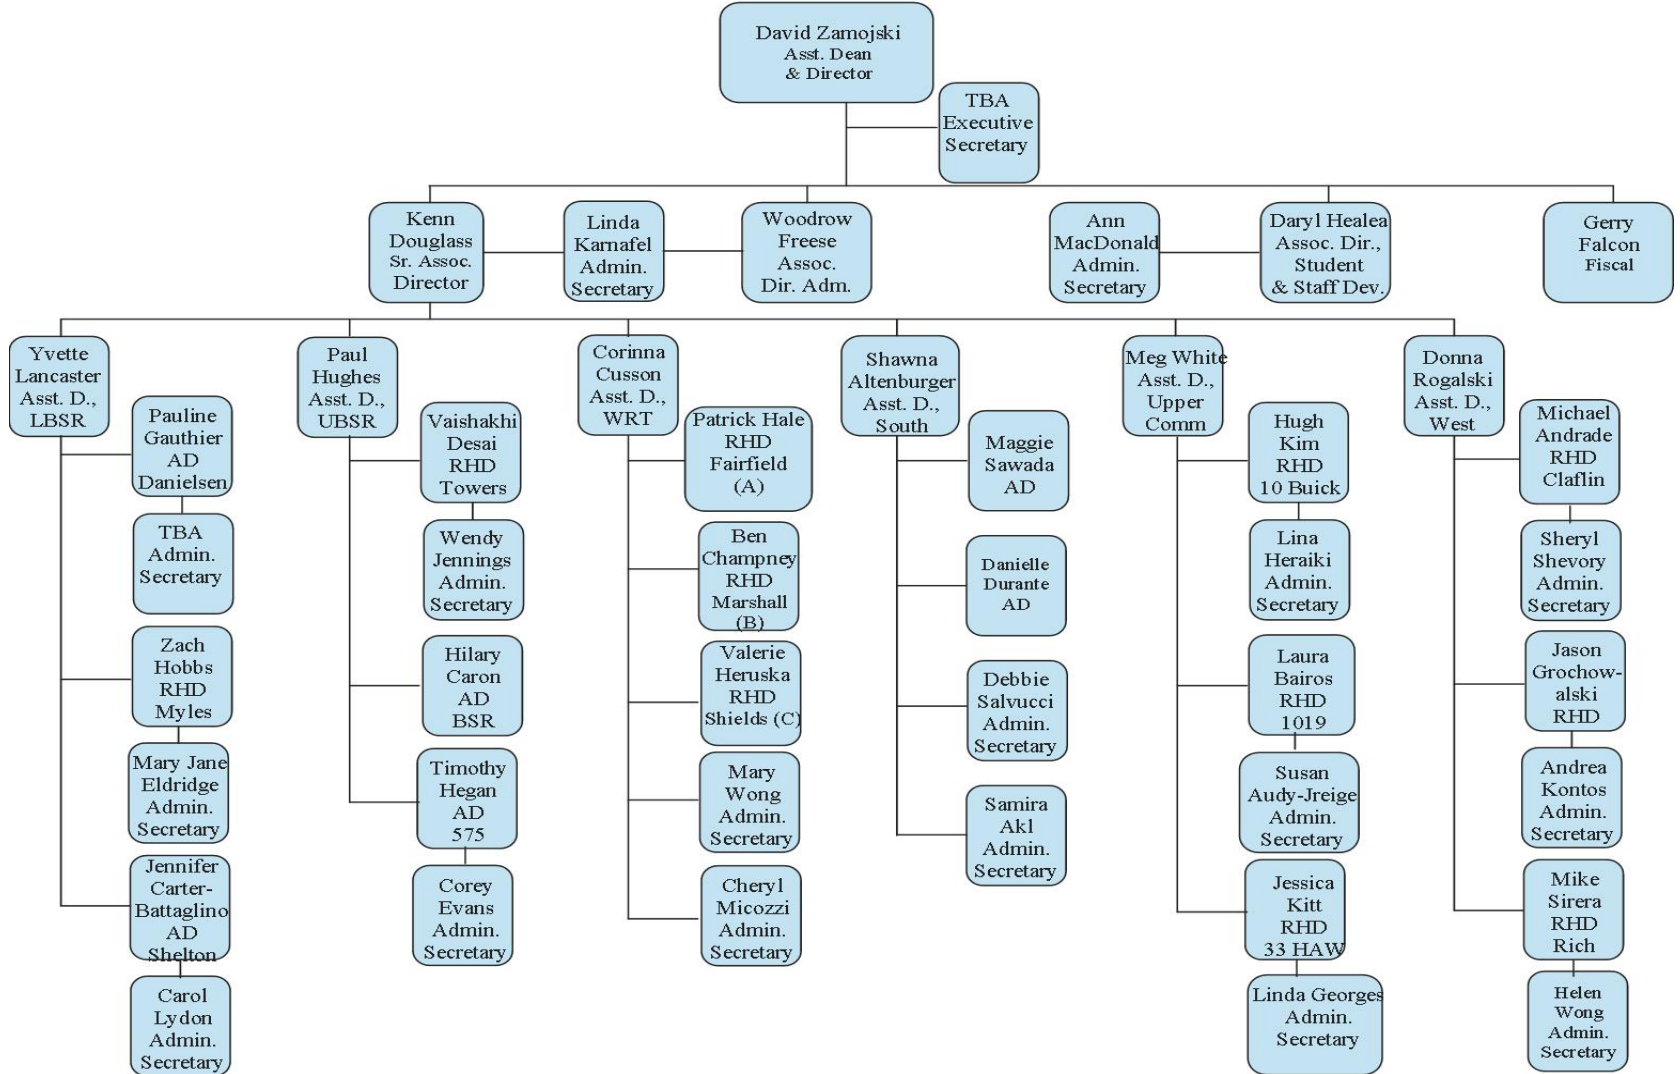 David Zamojski
Asst. Dean
& Director
TBA
Executive
Secretary
Kenn
Douglass
Sr. Assoc.
Director
Linda
Karnafel
Admin.
Secretary
Woodrow
Freese
Assoc.
Dir. Adm.
Ann
MacDonald
Admin.
Secretary
Daryl Healea
Assoc. Dir.,
Student
& Staff Dev.
Gerry
Falcon
Fiscal
Yvette
Lancaster
Asst. D.,
LBSR
Pauline
Gauthier
AD
Danielsen
TBA
Admin.
Secretary
Zach
Hobbs
RHD
Myles
Mary Jane
Eldridge
Admin.
Secretary
Jennifer
Carter-
Battaglino
AD
Shelton
Carol
Lydon
Admin.
Secretary
Paul
Hughes
Asst. D.,
UBSR
Vaishakhi
Desai
RHD
Towers
Wendy
Jennings
Admin.
Secretary
Hilary
Caron
AD
BSR
Timothy
Hegan
AD
575
Corey
Evans
Admin.
Secretary
Corinna
Cusson
Asst. D.,
WRT
Patrick Hale
RHD
Fairfield
(A)
Ben
Champney
RHD
Marshall
(B)
Valerie
Heruska
RHD
Shields (C)
Mary
Wong
Admin.
Secretary
Cheryl
Micozzi
Admin.
Secretary
Shawna
Altenburger
Asst. D.,
South
Maggie
Sawada
AD
Danielle
Durante
AD
Debbie
Salvucci
Admin.
Secretary
Samira
Akl
Admin.
Secretary
Meg White
Asst. D.,
Upper
Comm
Hugh
Kim
RHD
10 Buick
Lina
Heraiki
Admin.
Secretary
Laura
Bairos
RHD
1019
Susan
Audy-Jreige
Admin.
Secretary
Jessica
Kitt
RHD
33 HAW
Linda Georges
Admin.
Secretary
Donna
Rogalski
Asst. D.,
West
Michael
Andrade
RHD
Claflin
Sheryl
Shevory
Admin.
Secretary
Jason
Grochow-
alski
RHD
Andrea
Kontos
Admin.
Secretary
Mike
Sirera
RHD
Rich
Helen
Wong
Admin.
Secretary